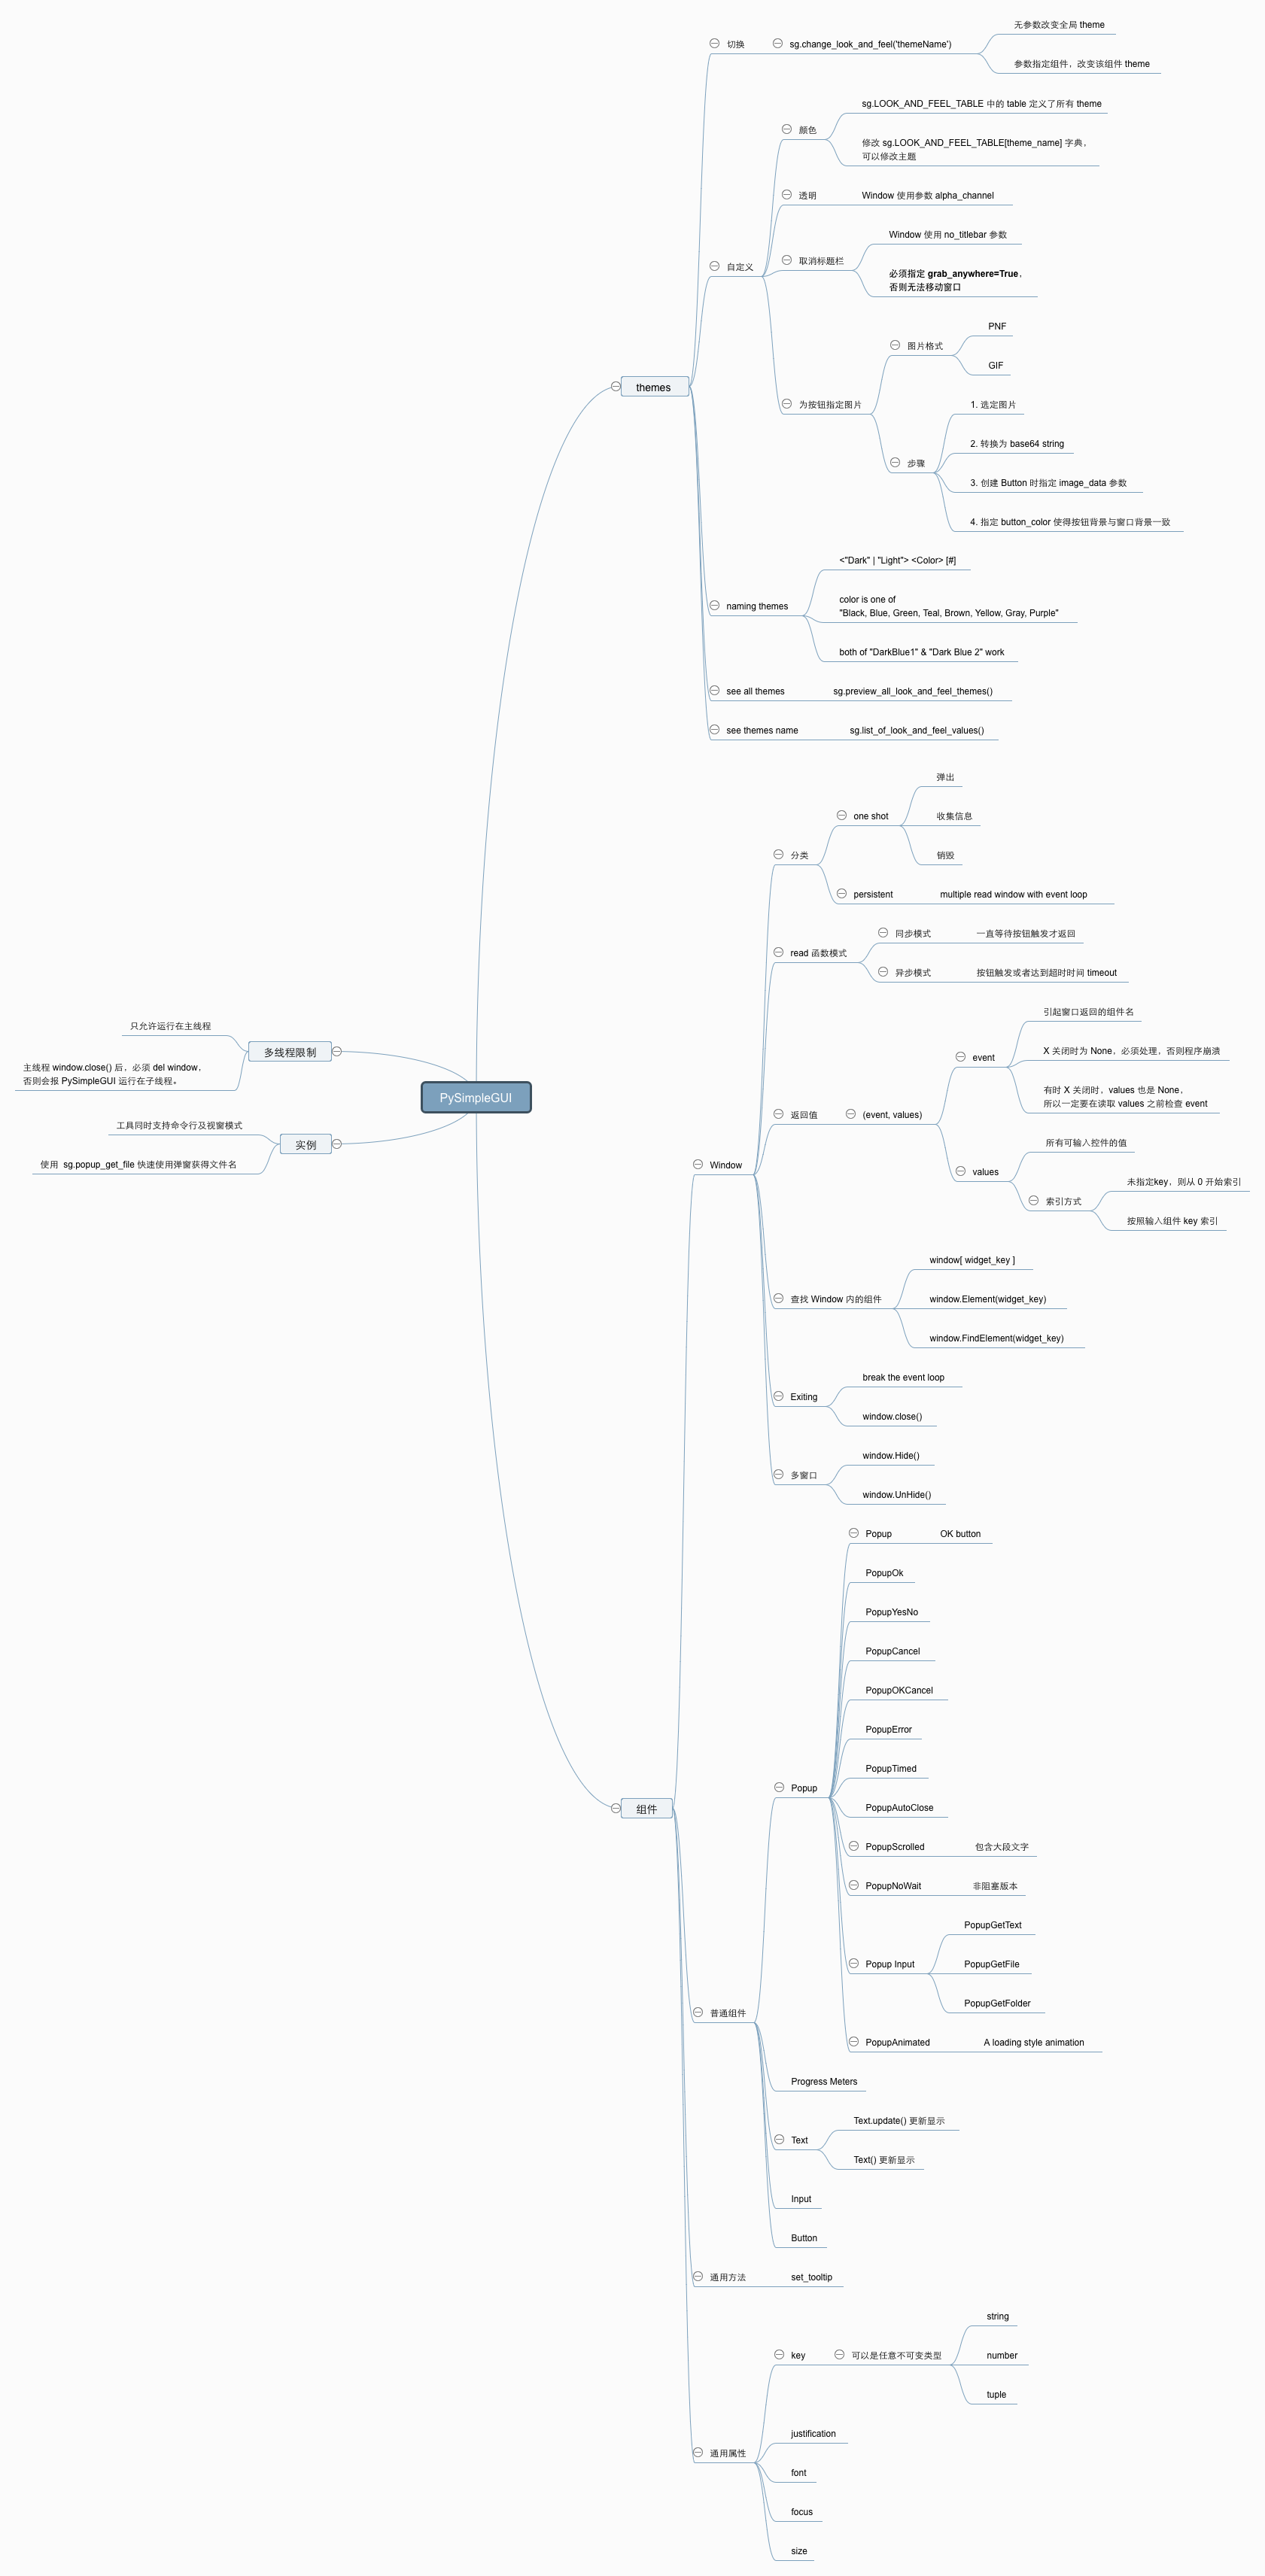 PySimpleGUI
themes
切换
sg.change_look_and_feel('themeName')
无参数改变全局 theme
参数指定组件，改变该组件 theme
自定义
颜色
sg.LOOK_AND_FEEL_TABLE 中的 table 定义了所有 theme
修改 sg.LOOK_AND_FEEL_TABLE[theme_name] 字典，
可以修改主题
透明
Window 使用参数 alpha_channel
取消标题栏
Window 使用 no_titlebar 参数
必须指定 grab_anywhere=True，
否则无法移动窗口
为按钮指定图片
图片格式
PNF
GIF
步骤
1. 选定图片
2. 转换为 base64 string
3. 创建 Button 时指定 image_data 参数
4. 指定 button_color 使得按钮背景与窗口背景一致
naming themes
<"Dark" | "Light"> <Color> [#]
color is one of
"Black, Blue, Green, Teal, Brown, Yellow, Gray, Purple"
both of "DarkBlue1" & "Dark Blue 2" work
see all themes
sg.preview_all_look_and_feel_themes()
see themes name
sg.list_of_look_and_feel_values()
组件
Window
分类
one shot
弹出
收集信息
销毁
persistent
multiple read window with event loop
read 函数模式
同步模式
一直等待按钮触发才返回
异步模式
按钮触发或者达到超时时间 timeout
返回值
(event, values)
event
引起窗口返回的组件名
X 关闭时为 None，必须处理，否则程序崩溃
有时 X 关闭时，values 也是 None，
所以一定要在读取 values 之前检查 event
values
所有可输入控件的值
索引方式
未指定key，则从 0 开始索引
按照输入组件 key 索引
查找 Window 内的组件
window[ widget_key ]
window.Element(widget_key)
window.FindElement(widget_key)
Exiting
break the event loop
window.close()
多窗口
window.Hide()
window.UnHide()
普通组件
Popup
Popup
OK button
PopupOk
PopupYesNo
PopupCancel
PopupOKCancel
PopupError
PopupTimed
PopupAutoClose
PopupScrolled
包含大段文字
PopupNoWait
非阻塞版本
Popup Input
PopupGetText
PopupGetFile
PopupGetFolder
PopupAnimated
A loading style animation
Progress Meters
Text
Text.update() 更新显示
Text() 更新显示
Input
Button
通用方法
set_tooltip
通用属性
key
可以是任意不可变类型
string
number
tuple
justification
font
focus
size
多线程限制
只允许运行在主线程
主线程 window.close() 后，必须 del window，
否则会报 PySimpleGUI 运行在子线程。
实例
工具同时支持命令行及视窗模式
使用 sg.popup_get_file 快速使用弹窗获得文件名